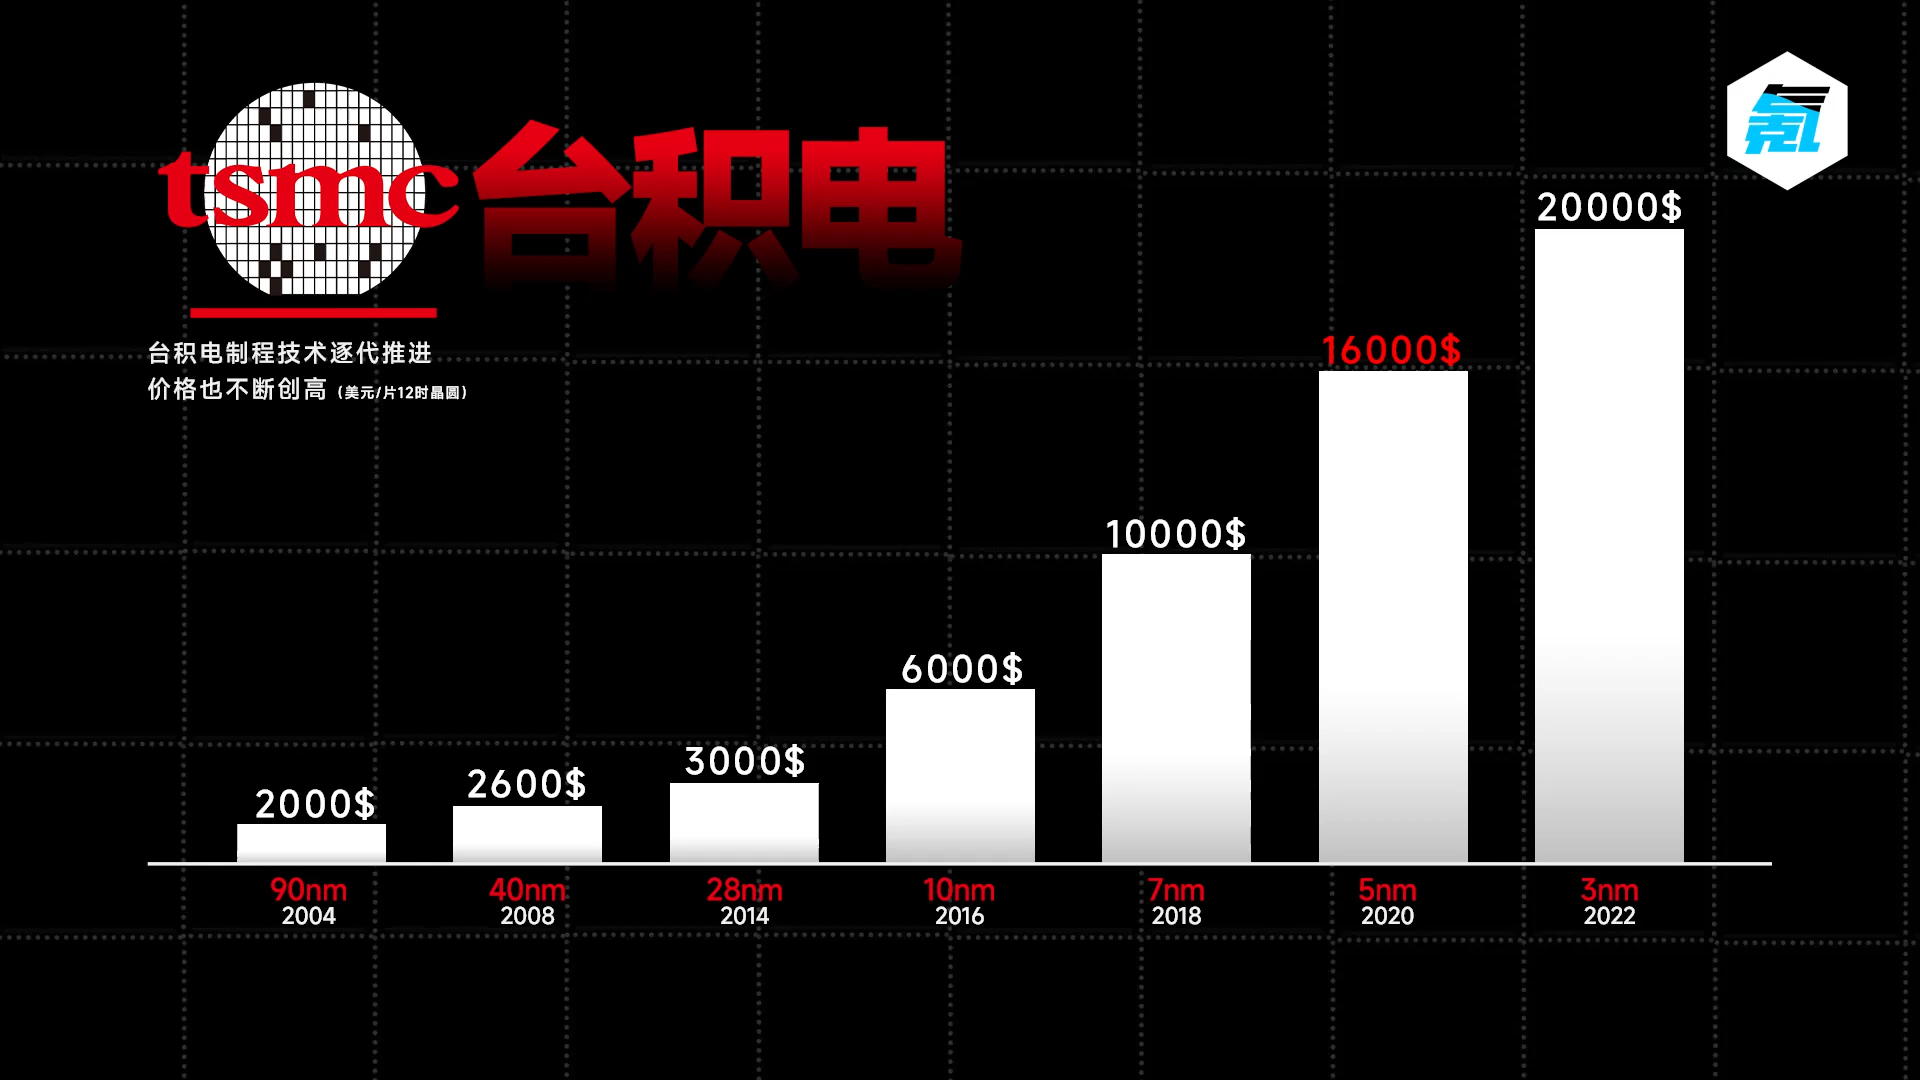 tsmc
台积电
台积电制程技术逐代推进
价格也不断创高（美元/片12时晶圆）
氪
2000$
2600$
3000$
6000$
10000$
16000$
20000$
90nm
2004
40nm
2008
28nm
2014
10nm
2016
7nm
2018
5nm
2020
3nm
2022